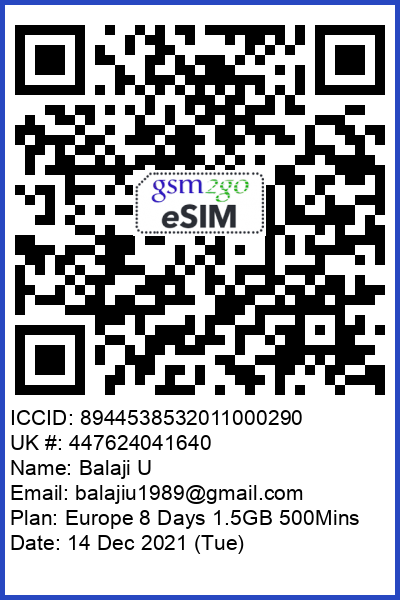 gsm2go
eSIM
ICCID: 8944538532011000290
UK #: 447624041640
Name: Balaji U
Email: balajiu1989@gmail.com
Plan: Europe 8 Days 1.5GB 500Mins
Date: 14 Dec 2021 (Tue)